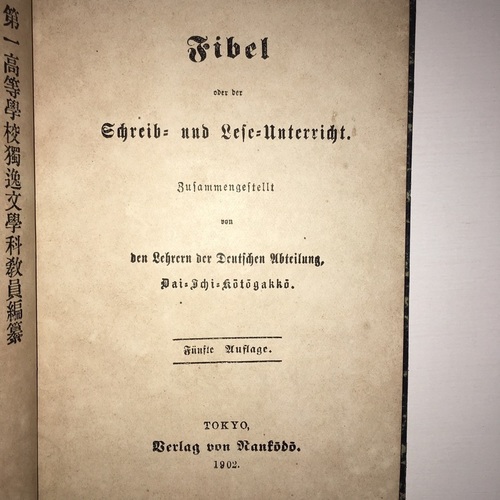 第一高等學校獨逸文學科教員編纂
Fibel
oder der
Schreib- und Lese-Unterricht.
Zusammengestellt
von
den Lehrern der Deutschen Abteilung,
Dai-Ichi-Kōtōgakkō.
Fünfte Auflage.
TOKYO,
Verlag von Nankōdō.
1902.